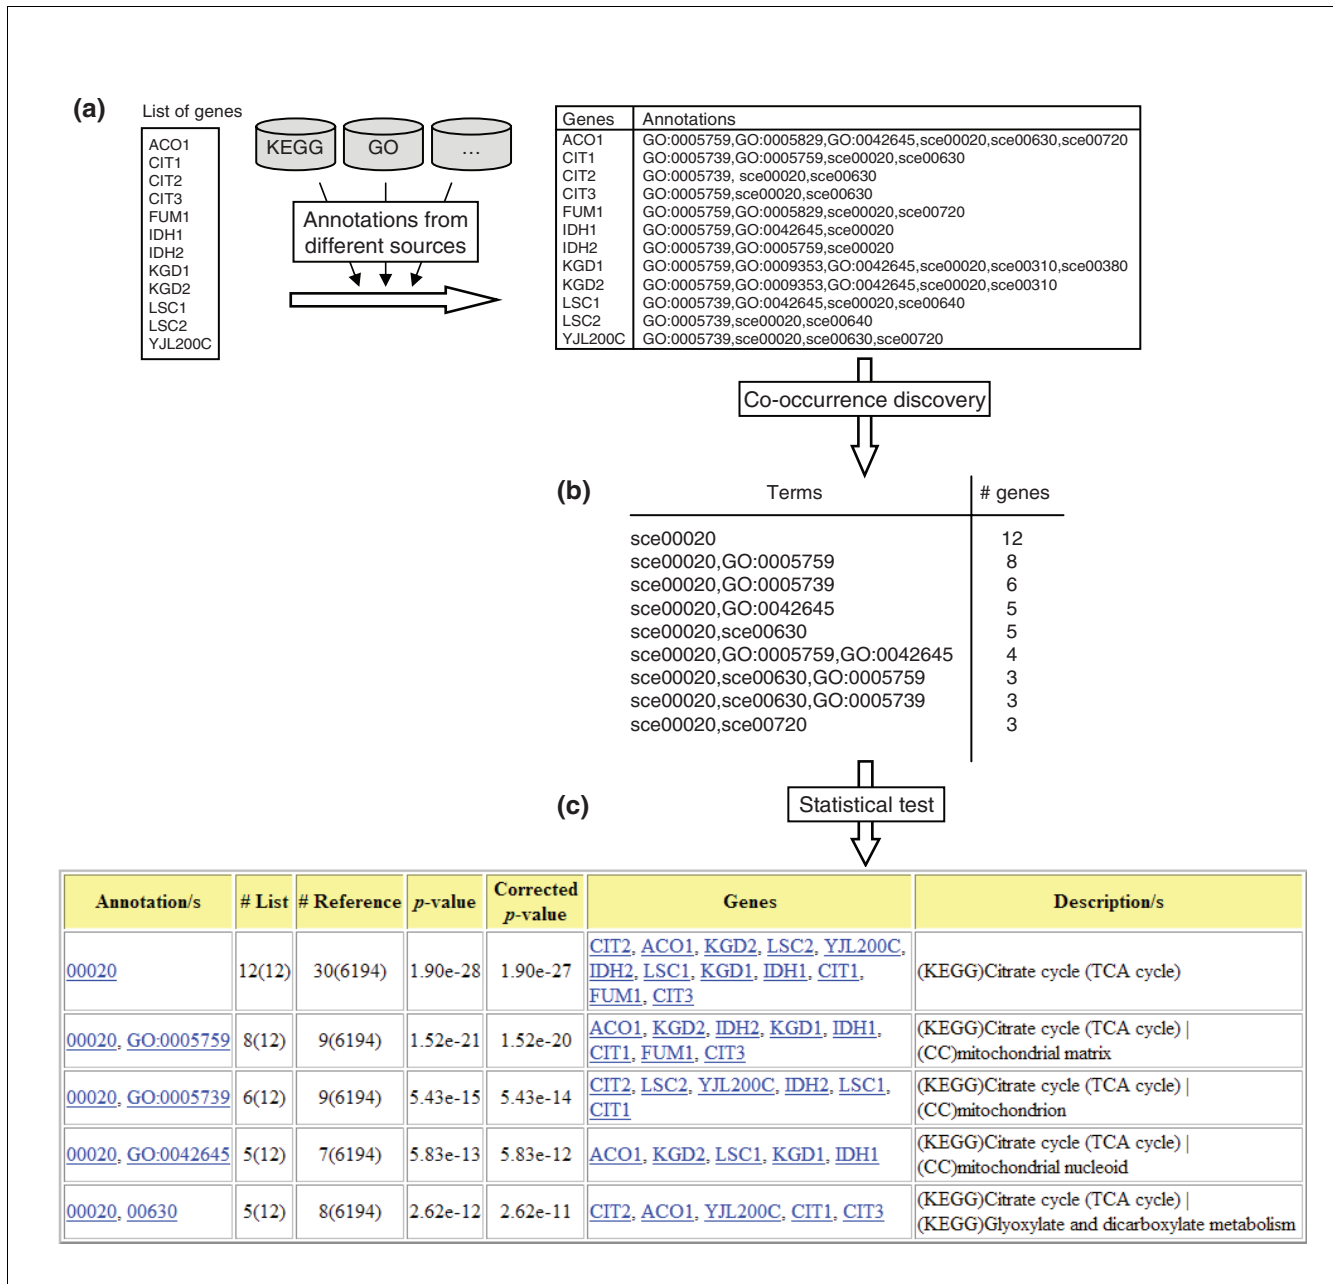 (a)
List of genes
ACO1
CIT1
CIT2
CIT3
FUM1
IDH1
IDH2
KGD1
KGD2
LSC1
LSC2
YJL200C
KEGG GO ...
Annotations from
different sources
Genes Annotations
ACO1 GO:0005759,GO:0005829,GO:0042645,sce00020,sce00630,sce00720
CIT1 GO:0005739,GO:0005759,sce00020,sce00630
CIT2 GO:0005739, sce00020,sce00630
CIT3 GO:0005759,sce00020,sce00630
FUM1 GO:0005759,GO:0005829,sce00020,sce00720
IDH1 GO:0005759,GO:0042645,sce00020
IDH2 GO:0005739,GO:0005759,sce00020
KGD1 GO:0005759,GO:0009353,GO:0042645,sce00020,sce00310,sce00380
KGD2 GO:0005759,GO:0009353,GO:0042645,sce00020,sce00310
LSC1 GO:0005739,GO:0042645,sce00020,sce00640
LSC2 GO:0005739,sce00020,sce00640
YJL200C GO:0005739,sce00020,sce00630,sce00720
Co-occurrence discovery
(b)
Terms # genes
sce00020 12
sce00020,GO:0005759 8
sce00020,GO:0005739 6
sce00020,GO:0042645 5
sce00020,sce00630 5
sce00020,GO:0005759,GO:0042645 4
sce00020,sce00630,GO:0005759 3
sce00020,sce00630,GO:0005739 3
sce00020,sce00720 3
Statistical test
(c)
Annotation/s # List # Reference p-value Corrected p-value Genes Description/s
00020 12(12) 30(6194) 1.90e-28 1.90e-27 CIT2, ACO1, KGD2, LSC2, YJL200C,
IDH2, LSC1, KGD1, IDH1, CIT1,
FUM1, CIT3
(KEGG)Citrate cycle (TCA cycle)
00020, GO:0005759 8(12) 9(6194) 1.52e-21 1.52e-20 ACO1, KGD2, IDH2, KGD1, IDH1,
CIT1, FUM1, CIT3
(KEGG)Citrate cycle (TCA cycle) |
(CC)mitochondrial matrix
00020, GO:0005739 6(12) 9(6194) 5.43e-15 5.43e-14 CIT2, LSC2, YJL200C, IDH2, LSC1,
CIT1
(KEGG)Citrate cycle (TCA cycle) |
(CC)mitochondrion
00020, GO:0042645 5(12) 7(6194) 5.83e-13 5.83e-12 ACO1, KGD2, LSC1, KGD1, IDH1
(KEGG)Citrate cycle (TCA cycle) |
(CC)mitochondrial nucleoid
00020, 00630 5(12) 8(6194) 2.62e-12 2.62e-11 CIT2, ACO1, YJL200C, CIT1, CIT3
(KEGG)Citrate cycle (TCA cycle) |
(KEGG)Glyoxylate and dicarboxylate metabolism